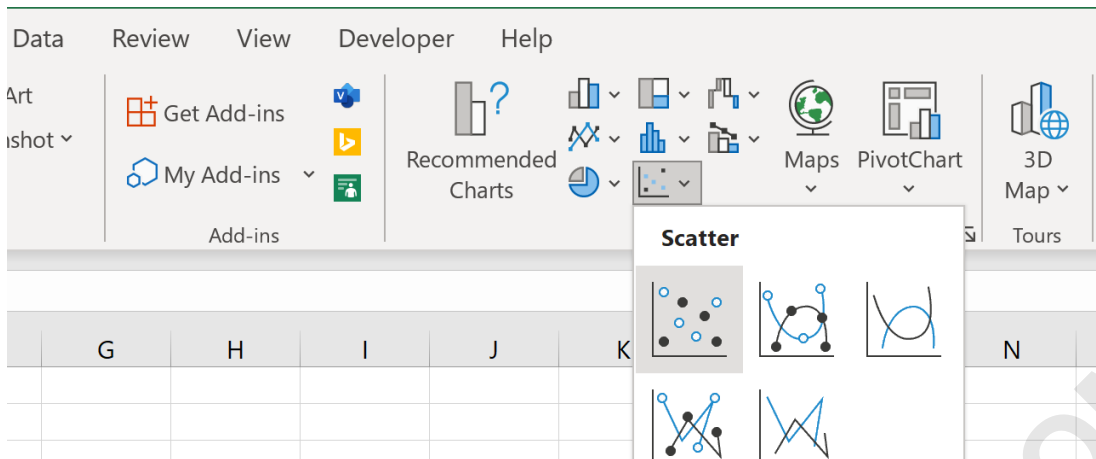 Data Review View Developer Help
Art
Get Add-ins
nshot
My Add-ins
Recommended
Charts
Maps
PivotChart
3D
Map
Add-ins
Tours
Scatter
G H I J K N